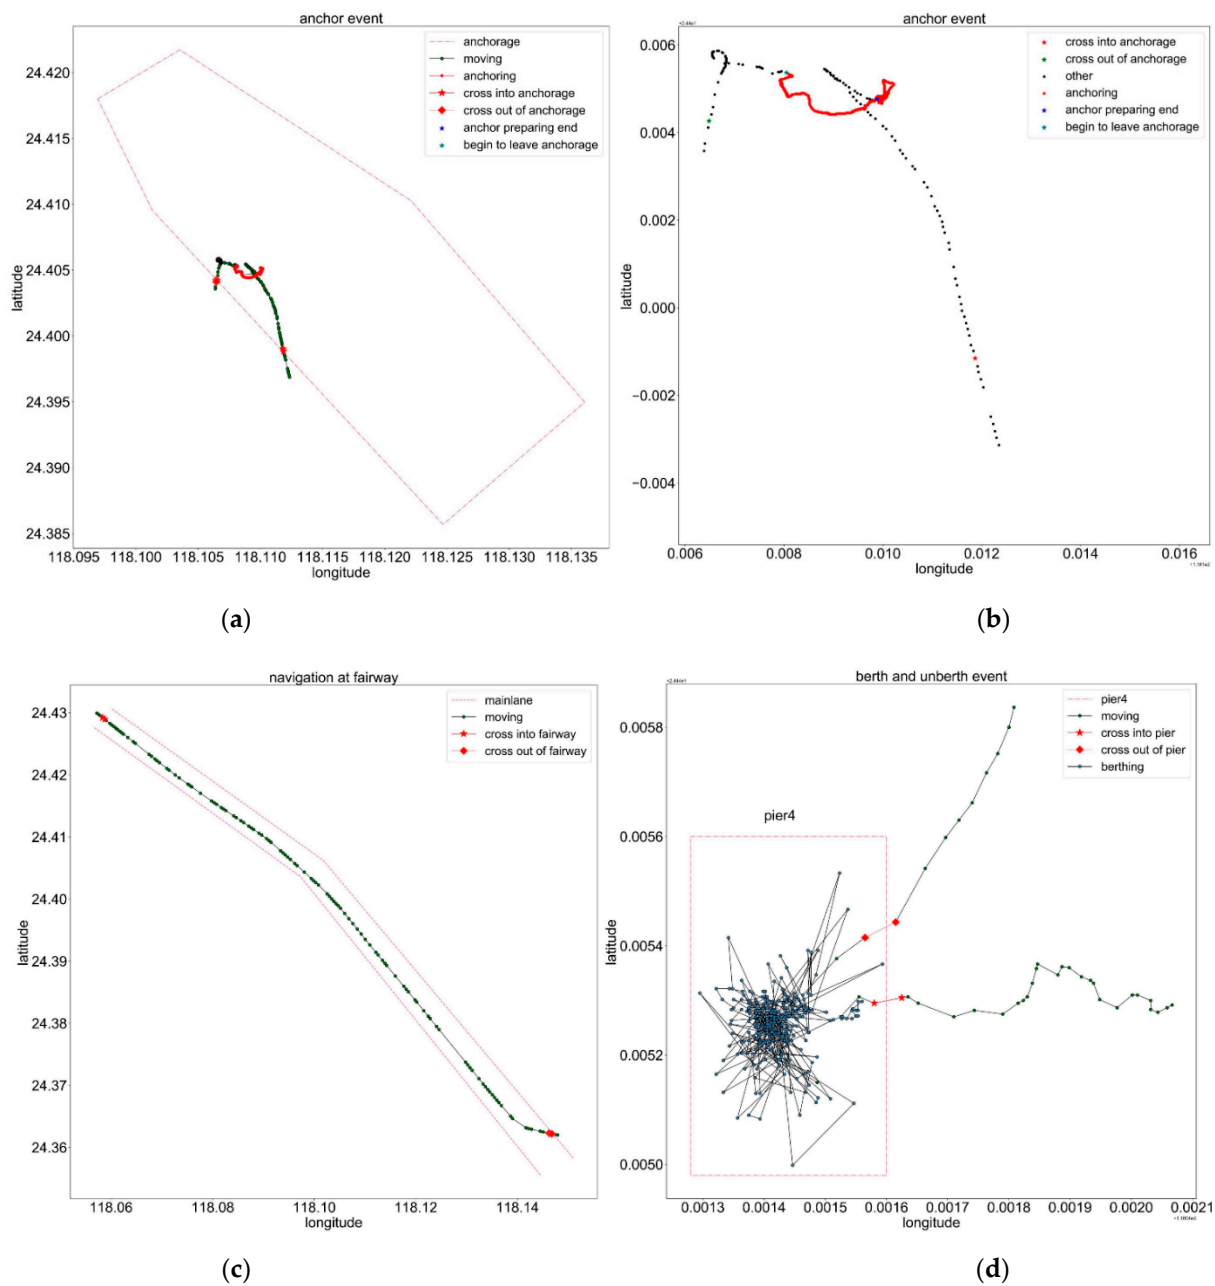 anchor event
anchorage
moving
anchoring
cross into anchorage
cross out of anchorage
anchor preparing end
begin to leave anchorage
24.420
24.415
24.410
24.405
24.400
24.395
24.390
24.385
latitude
118.095 118.100 118.105 118.110 118.115 118.120 118.125 118.130 118.135
longitude
(a)
anchor event
cross into anchorage
cross out of anchorage
other
anchoring
anchor preparing end
begin to leave anchorage
0.006
0.004
0.002
0.000
−0.002
−0.004
latitude
0.006 0.008 0.010 0.012 0.014 0.016
longitude
(b)
navigation at fairway
mainlane
moving
cross into fairway
cross out of fairway
24.43
24.42
24.41
24.40
24.39
24.38
24.37
24.36
latitude
118.06 118.08 118.10 118.12 118.14
longitude
(c)
berth and unberth event
pier4
moving
cross into pier
cross out of pier
berthing
pier4
0.0058
0.0056
0.0054
0.0052
0.0050
latitude
0.0013 0.0014 0.0015 0.0016 0.0017 0.0018 0.0019 0.0020 0.0021
longitude
(d)